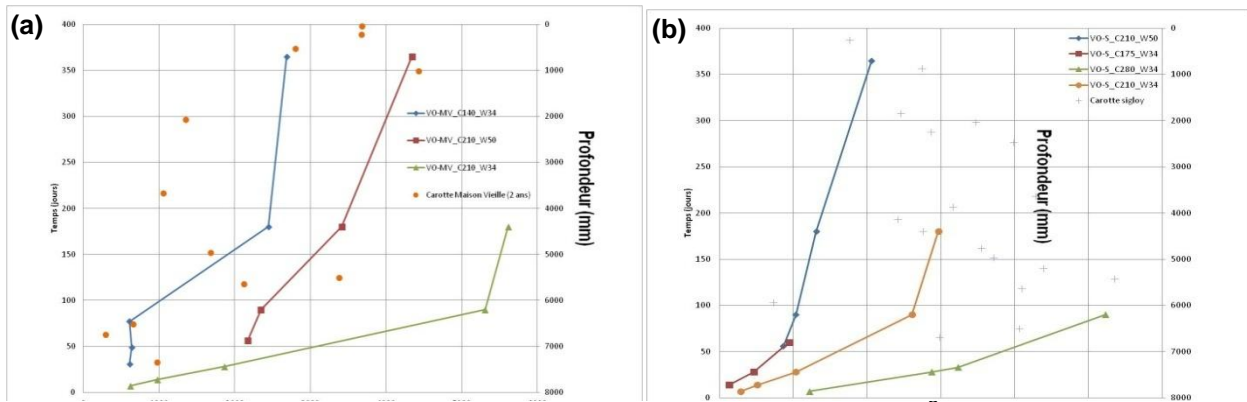 (a)
400
350
300
250
200
150
100
50
0
Temps (jours)
0
1000
2000
3000
4000
5000
6000
7000
8000
Profondeur (mm)
VO-MV_C140_W34
VO-MV_C210_W50
VO-MV_C210_W34
Carotte Maison Vieille (2 ans)
(b)
400
350
300
250
200
150
100
50
0
Temps (jours)
0
1000
2000
3000
4000
5000
6000
7000
8000
Profondeur (mm)
VO-S_C210_W50
VO-S_C175_W34
VO-S_C280_W34
VO-S_C210_W34
Carotte sigloy